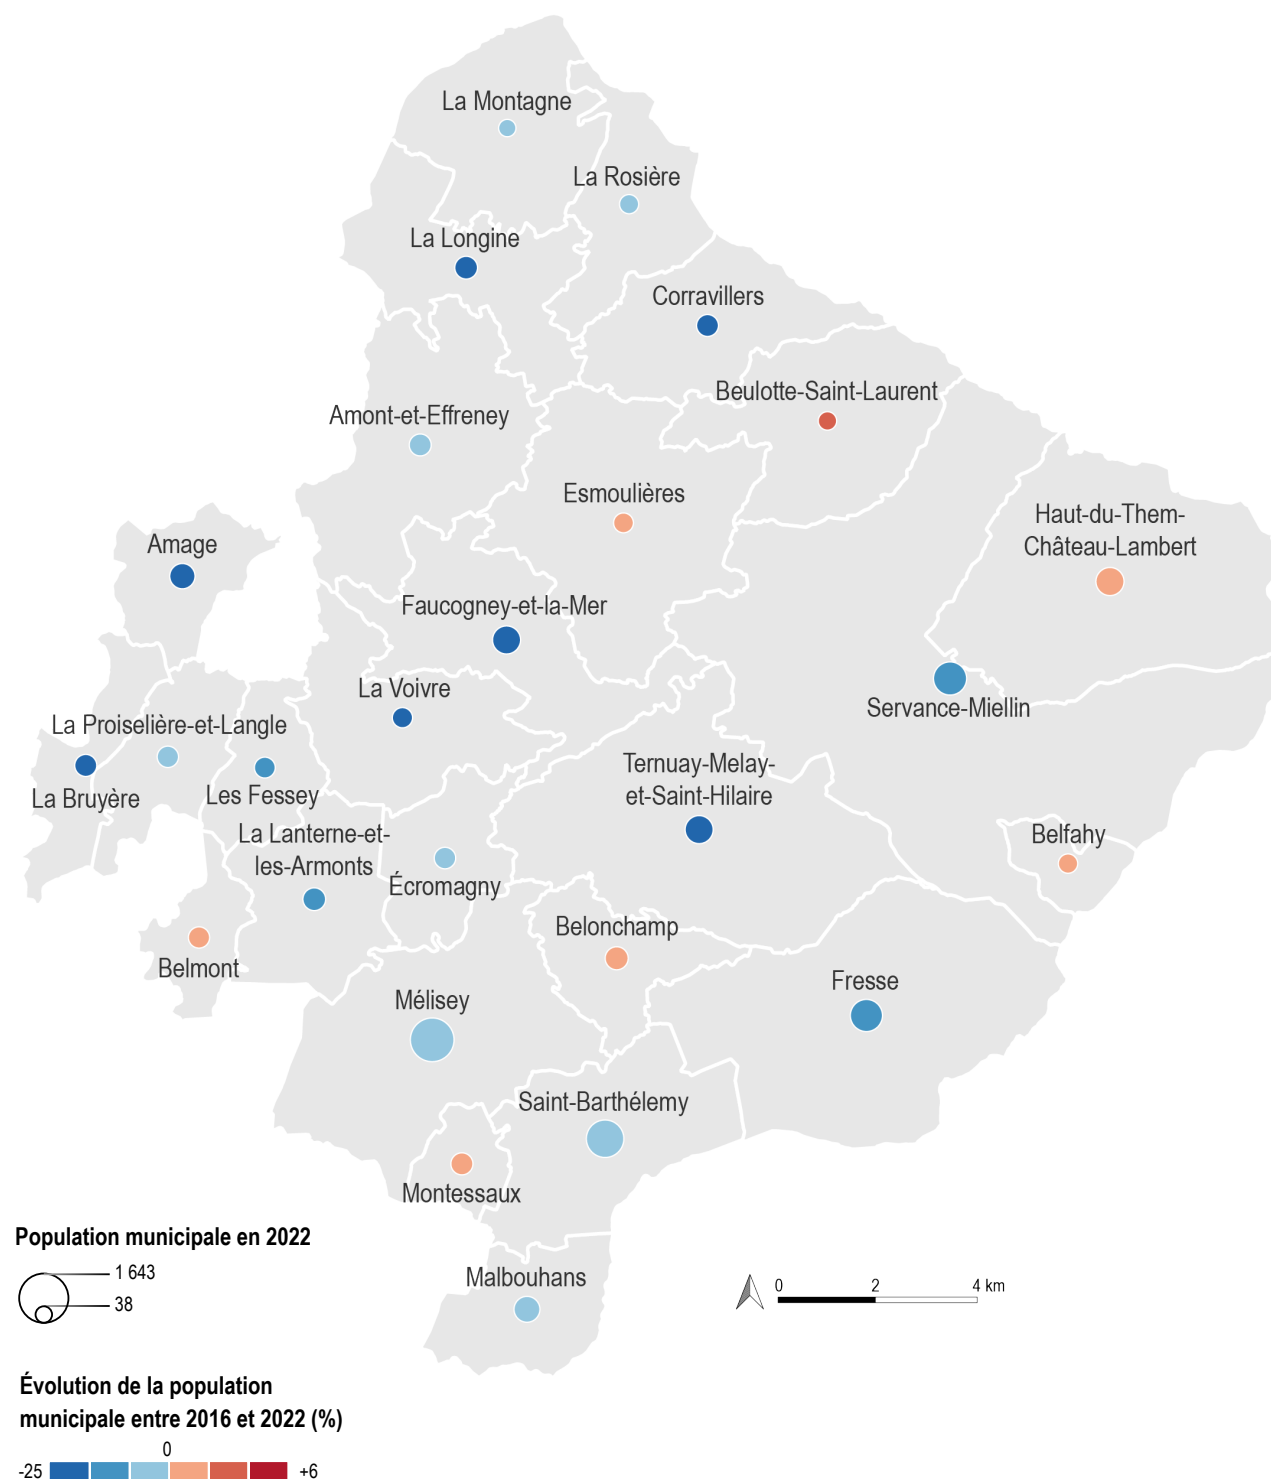 La Montagne
La Rosière
La Longine
Corravillers
Beulotte-Saint-Laurent
Amont-et-Effreney
Esmoulières
Haut-du-Them-
Château-Lambert
Amage
Faucogney-et-la-Mer
La Voivre
Servance-Miellin
La Proiselière-et-Langle
Ternuay-Melay-
et-Saint-Hilaire
La Bruyère
Les Fessey
La Lanterne-et-
les-Armonts
Belfahy
Écromagny
Belonchamp
Belmont
Fresse
Mélisey
Saint-Barthélemy
Montessaux
Population municipale en 2022
1 643
38
Malbouhans
0 2 4 km
Évolution de la population
municipale entre 2016 et 2022 (%)
0
-25 +6